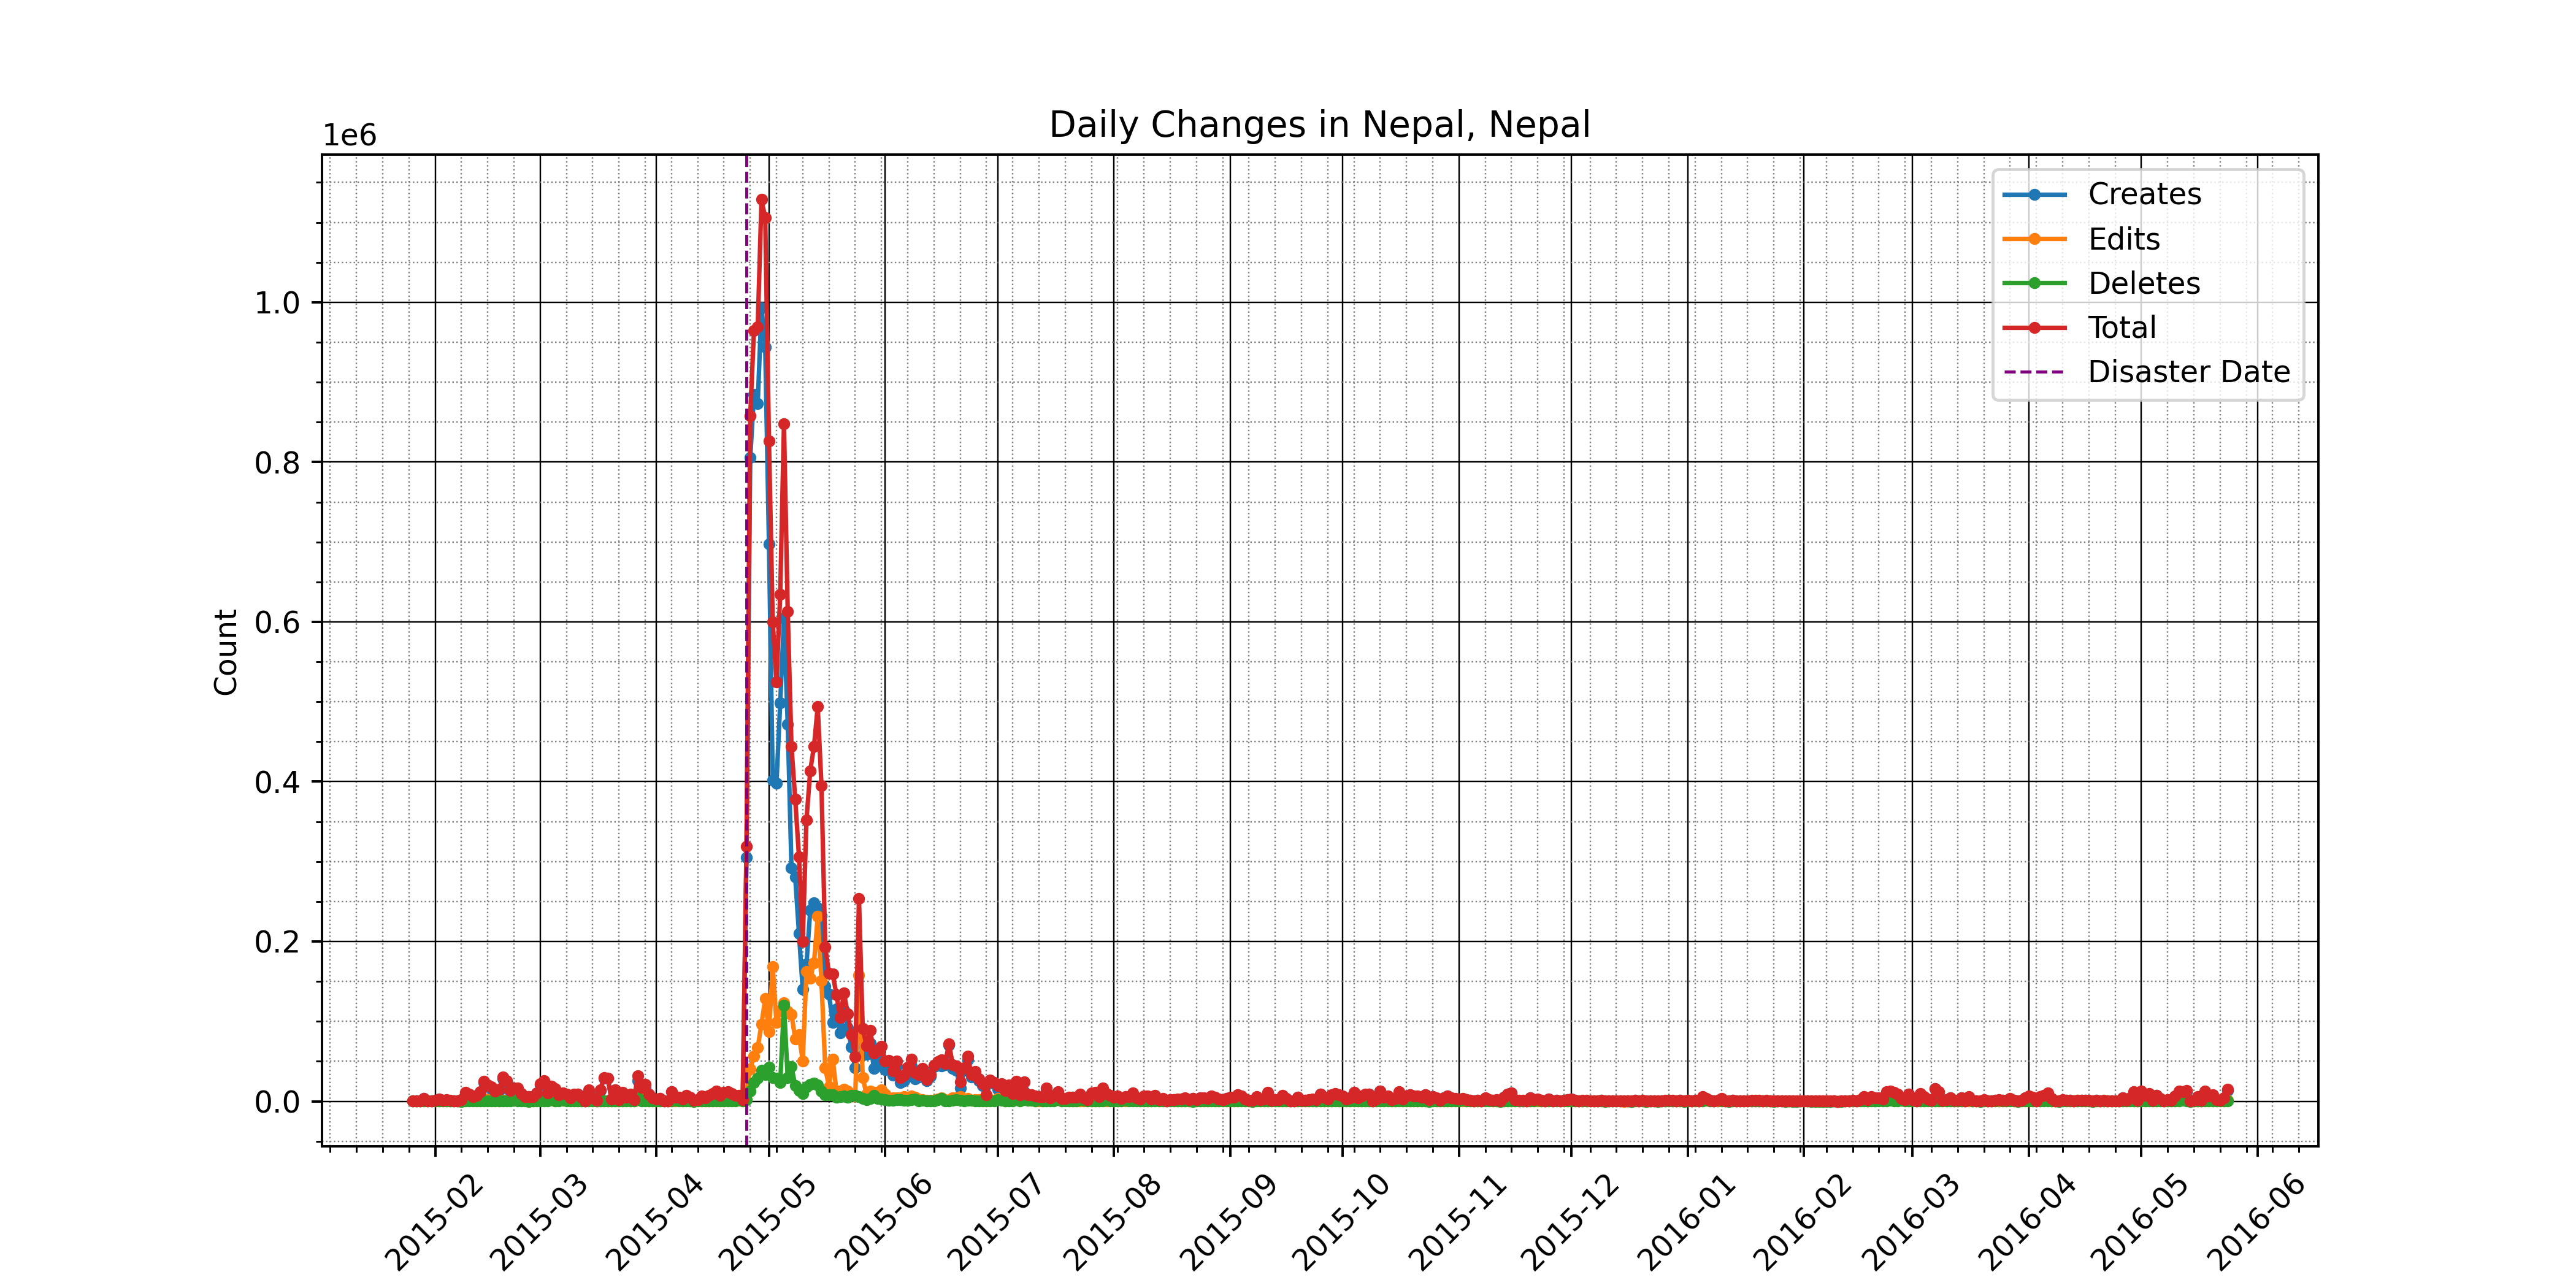 Daily Changes in Nepal, Nepal
1e6
Creates
Edits
Deletes
Total
Disaster Date
Count
1.0
0.8
0.6
0.4
0.2
0.0
2015-02
2015-03
2015-04
2015-05
2015-06
2015-07
2015-08
2015-09
2015-10
2015-11
2015-12
2016-01
2016-02
2016-03
2016-04
2016-05
2016-06